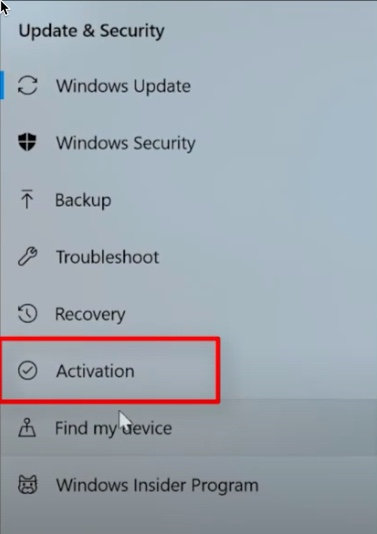 Update & Security
Windows Update
Windows Security
Backup
Troubleshoot
Recovery
Activation
Find my device
Windows Insider Program